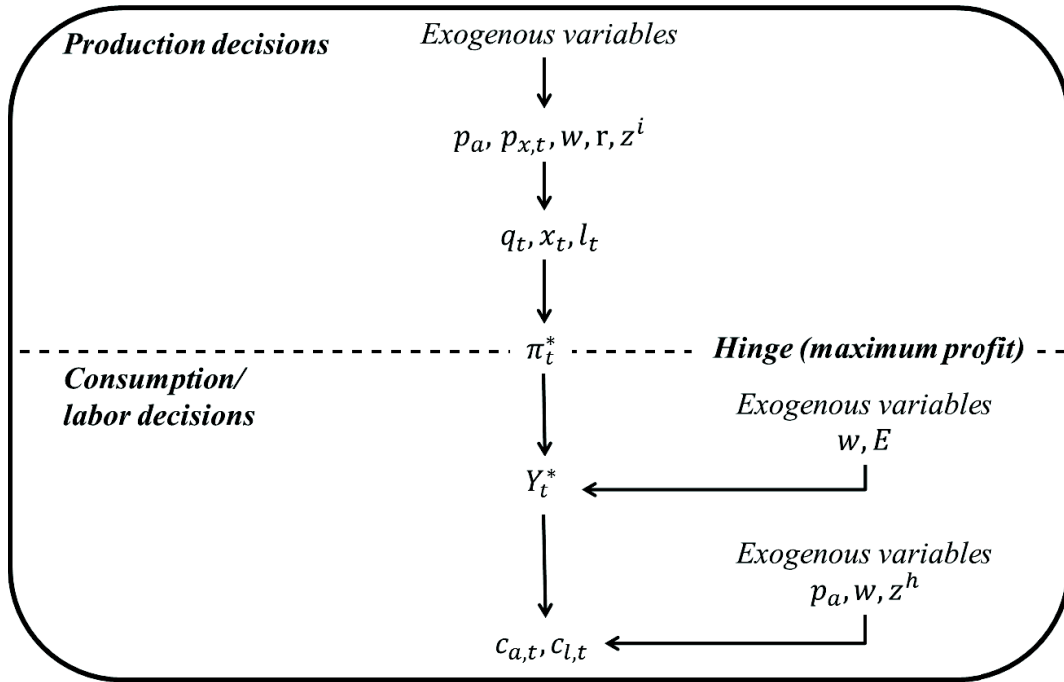 Production decisions
Exogenous variables
p_a, p_{x,t}, w, r, z^i
q_t, x_t, l_t
π_t^*
Hinge (maximum profit)
Consumption/
labor decisions
Exogenous variables
w, E
Y_t^*
Exogenous variables
p_a, w, z^h
c_{a,t}, c_{l,t}